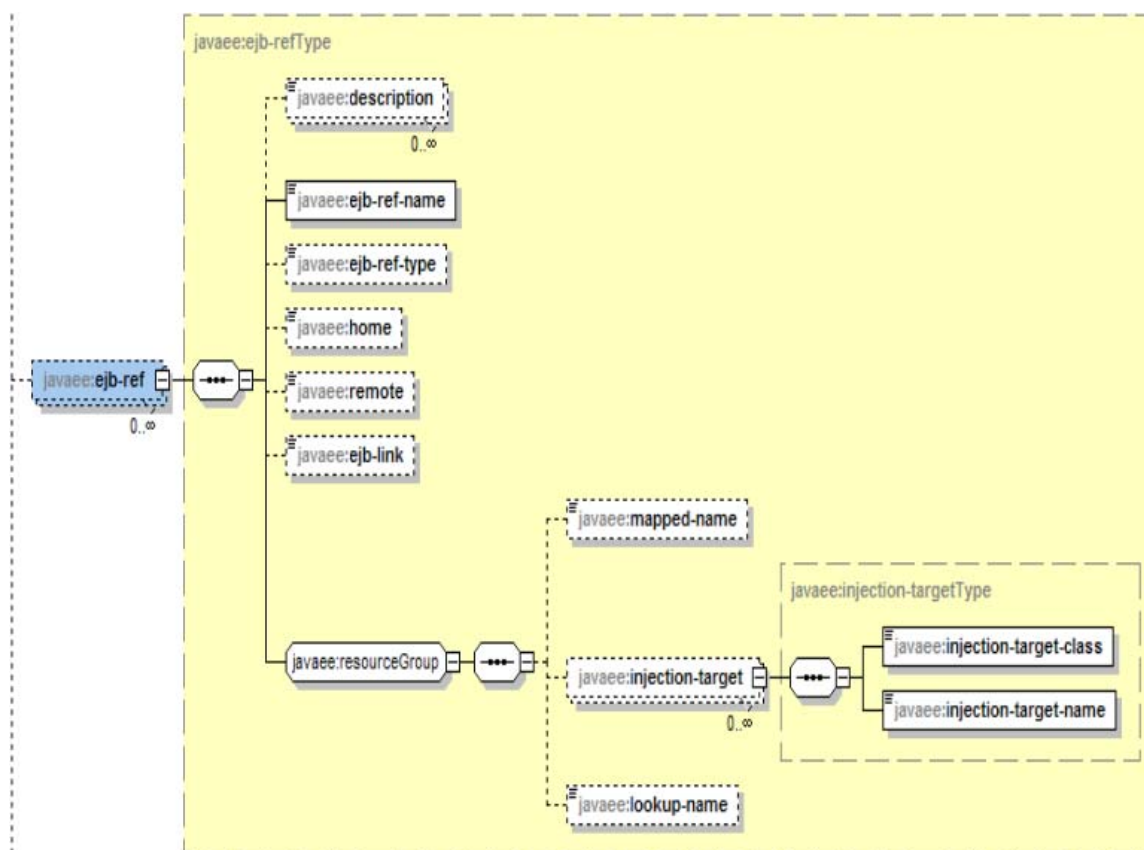 javaee:ejb-refType
javaee:description
0..∞
javaee:ejb-ref-name
javaee:ejb-ref-type
javaee:home
javaee:ejb-ref
0..∞
javaee:remote
javaee:ejb-link
javaee:mapped-name
javaee:injection-targetType
javaee:injection-target-class
javaee:resourceGroup
javaee:injection-target
0..∞
javaee:injection-target-name
javaee:lookup-name